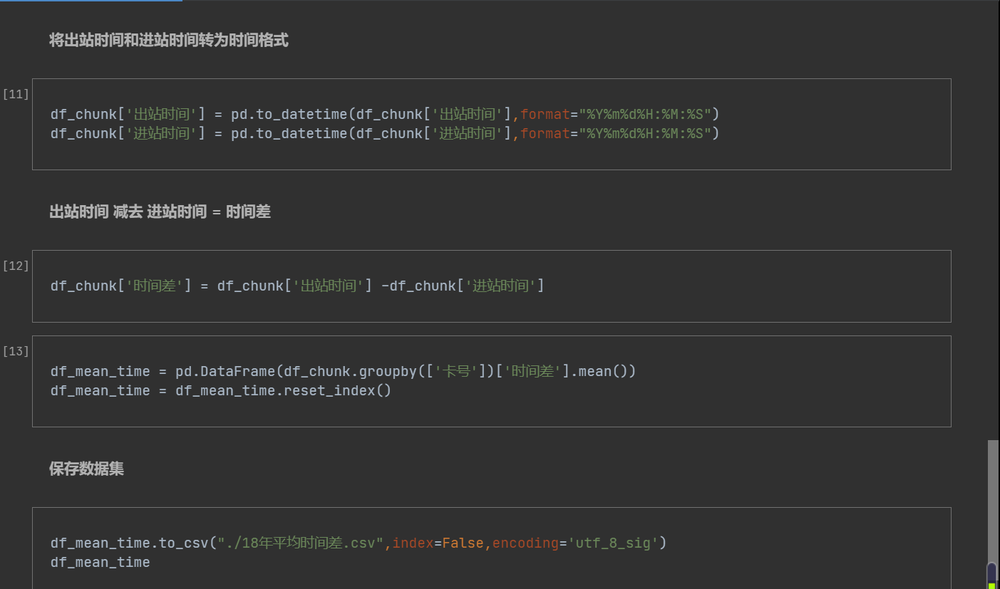 将出站时间和进站时间转为时间格式
[11]
df_chunk['出站时间'] = pd.to_datetime(df_chunk['出站时间'],format="%Y%m%d%H:%M:%S")
df_chunk['进站时间'] = pd.to_datetime(df_chunk['进站时间'],format="%Y%m%d%H:%M:%S")
出站时间 减去 进站时间 = 时间差
[12]
df_chunk['时间差'] = df_chunk['出站时间'] -df_chunk['进站时间']
[13]
df_mean_time = pd.DataFrame(df_chunk.groupby(['卡号'])['时间差'].mean())
df_mean_time = df_mean_time.reset_index()
保存数据集
df_mean_time.to_csv("./18年平均时间差.csv",index=False,encoding='utf_8_sig')
df_mean_time